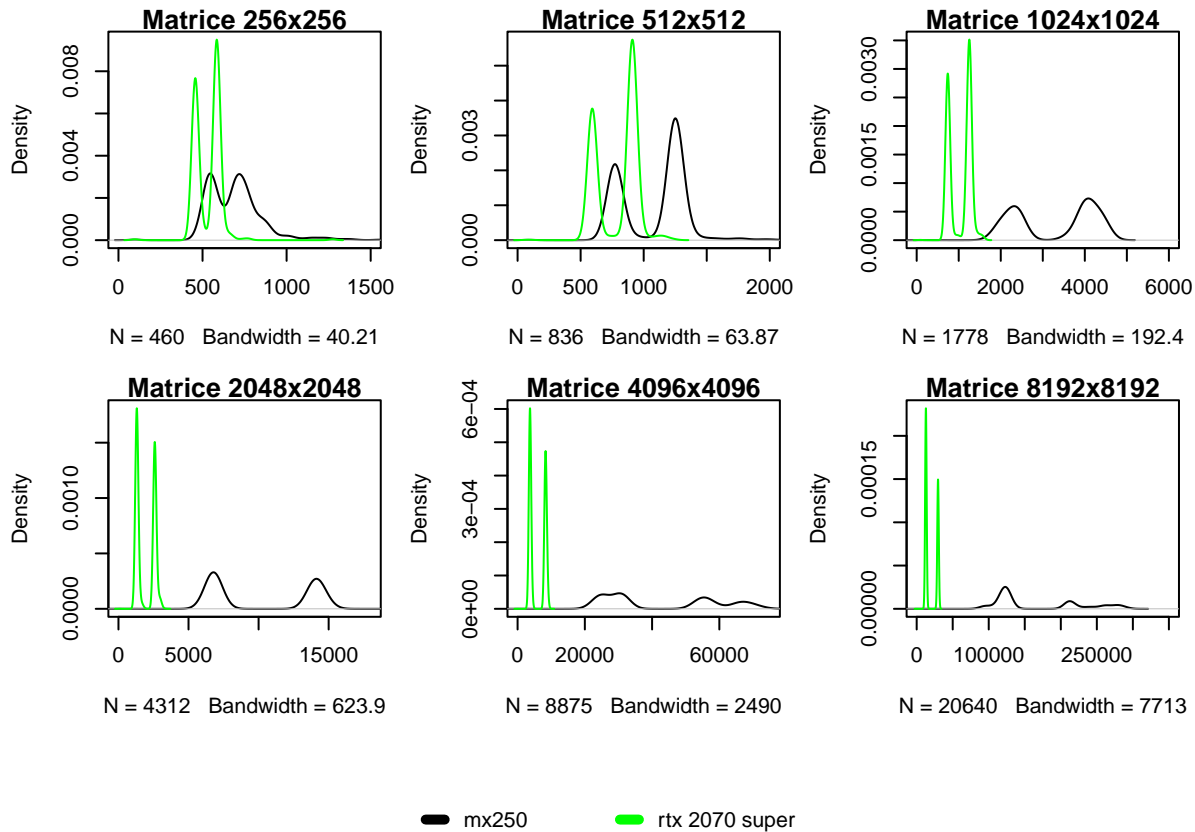 Matrice 256x256
Density
0.000 0.004 0.008
0 500 1000 1500
N = 460 Bandwidth = 40.21
Matrice 512x512
Density
0.000 0.003
0 500 1000 2000
N = 836 Bandwidth = 63.87
Matrice 1024x1024
Density
0.0000 0.0015 0.0030
0 2000 4000 6000
N = 1778 Bandwidth = 192.4
Matrice 2048x2048
Density
0.0000 0.0010
0 5000 15000
N = 4312 Bandwidth = 623.9
Matrice 4096x4096
Density
0e+00 3e−04 6e−04
0 20000 60000
N = 8875 Bandwidth = 2490
Matrice 8192x8192
Density
0.00000 0.00015
0 100000 250000
N = 20640 Bandwidth = 7713
mx250
rtx 2070 super